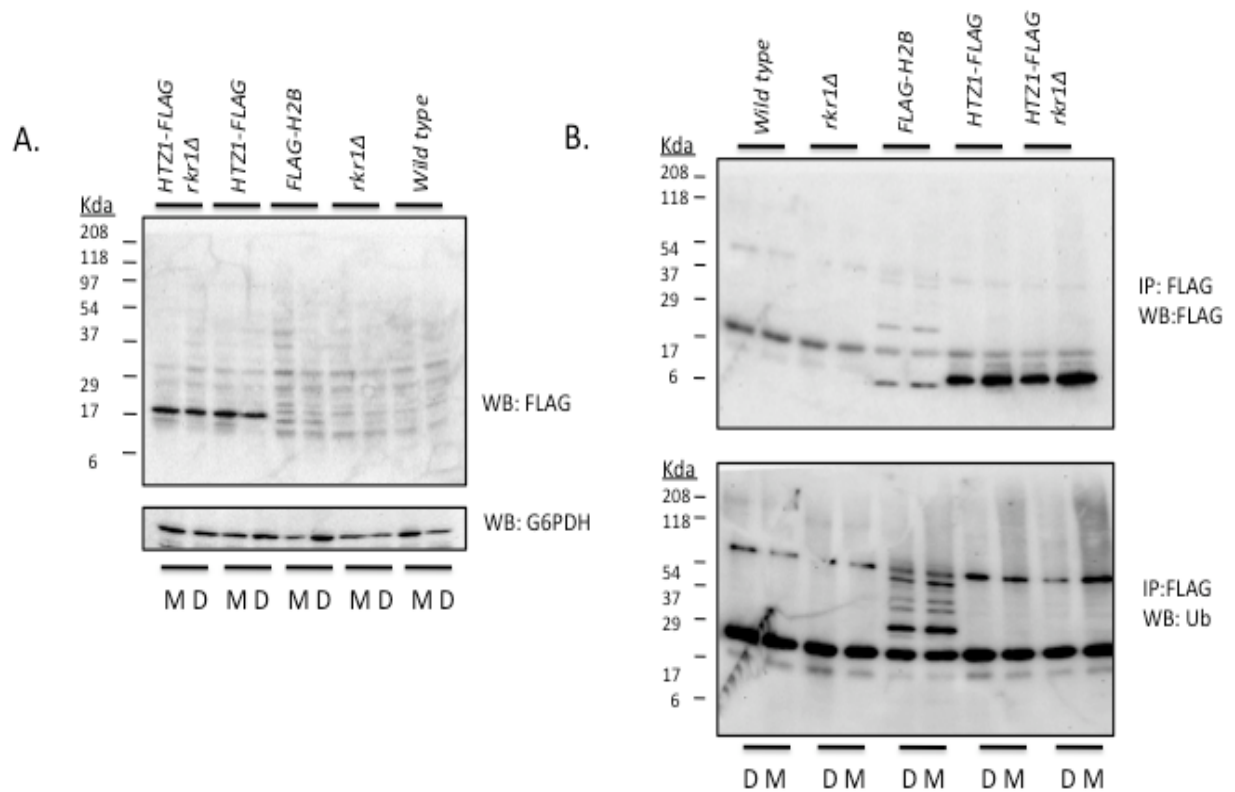 A.
HTZ1-FLAG
rkr1Δ
HTZ1-FLAG
FLAG-H2B
rkr1Δ
Wild type
Kda
208
118
97
54
37
29
17
6
WB: FLAG
WB: G6PDH
M D
M D
M D
M D
M D
B.
Wild type
rkr1Δ
FLAG-H2B
HTZ1-FLAG
HTZ1-FLAG
rkr1Δ
Kda
208
118
54
37
29
17
6
IP: FLAG
WB:FLAG
Kda
208
118
54
37
29
17
6
IP:FLAG
WB: Ub
D M
D M
D M
D M
D M